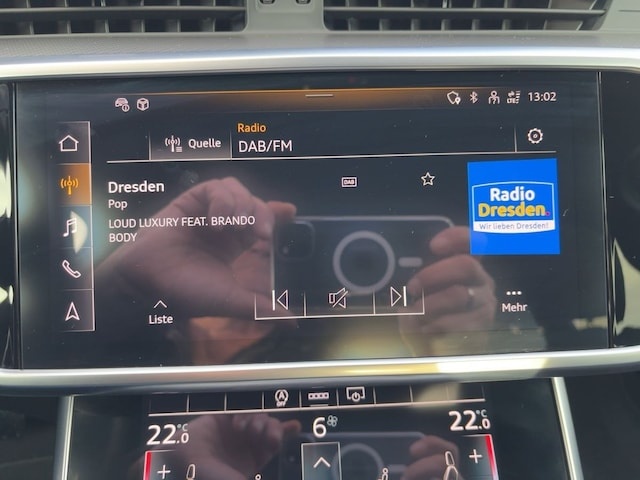 13:02
Radio
Quelle
DAB/FM
Dresden
Pop
DAB
LOUD LUXURY FEAT. BRANDO
BODY
Radio
Dresden.
Wir lieben Dresden!
Liste
Mehr
OFF
22.0 °C
6
22.0 °C
+
+